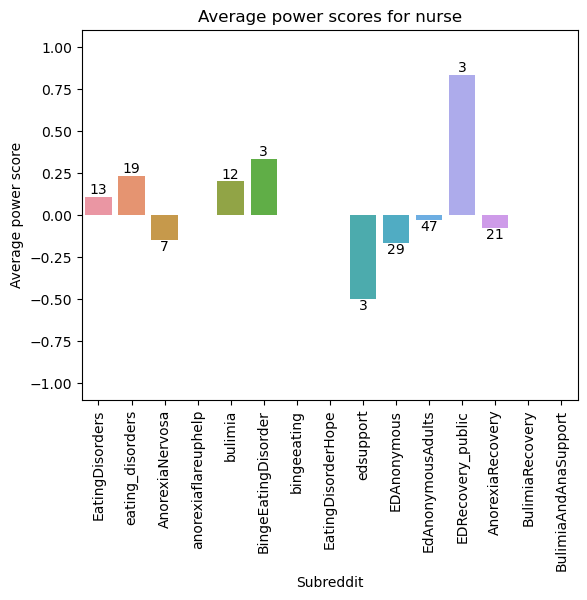 Average power scores for nurse
Average power score
1.00
0.75
0.50
0.25
0.00
−0.25
−0.50
−0.75
−1.00
13
19
7
12
3
3
29
47
3
21
EatingDisorders
eating_disorders
AnorexiaNervosa
anorexiaflareuphelp
bulimia
BingeEatingDisorder
bingeeating
EatingDisorderHope
edsupport
EDAnonymous
EdAnonymousAdults
EDRecovery_public
AnorexiaRecovery
BulimiaRecovery
BulimiaAndAnaSupport
Subreddit